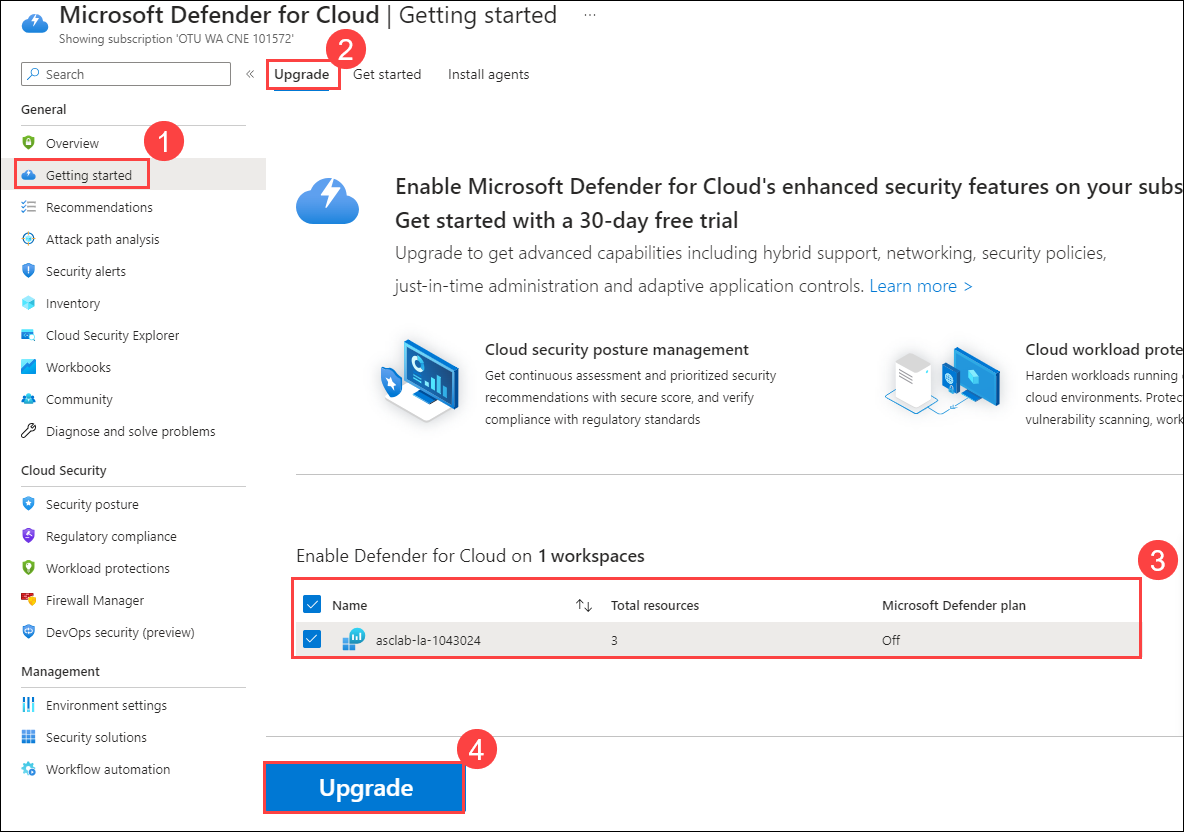 Microsoft Defender for Cloud | Getting started ...
Showing subscription 'OTU WA CNE 101572'
2
Search
«
Upgrade
Get started
Install agents
General
1
Overview
Getting started
Recommendations
Attack path analysis
Security alerts
Inventory
Cloud Security Explorer
Workbooks
Community
Diagnose and solve problems
Cloud Security
Security posture
Regulatory compliance
Workload protections
Firewall Manager
DevOps security (preview)
Management
Environment settings
Security solutions
Workflow automation
Enable Microsoft Defender for Cloud's enhanced security features on your subs
Get started with a 30-day free trial
Upgrade to get advanced capabilities including hybrid support, networking, security policies,
just-in-time administration and adaptive application controls. Learn more >
Cloud security posture management
Get continuous assessment and prioritized security
recommendations with secure score, and verify
compliance with regulatory standards
Cloud workload prote
Harden workloads running
cloud environments. Protec
vulnerability scanning, work
Enable Defender for Cloud on 1 workspaces
3
Name ↑↓ Total resources Microsoft Defender plan
asclab-la-1043024 3 Off
4
Upgrade